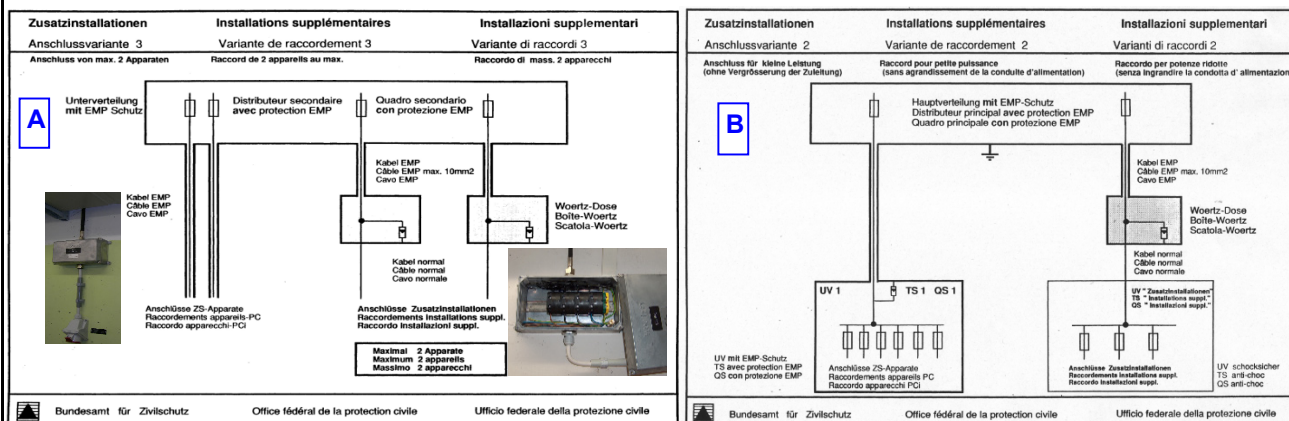 Zusatzinstallationen
Installations supplémentaires
Installazioni supplementari
Anschlussvariante 3
Variante de raccordement 3
Variante di raccordi 3
Anschluss von max. 2 Apparaten
Raccord de 2 appareils au max.
Raccordo di mass. 2 apparecchi
A
Unterverteilung
mit EMP Schutz
Distributeur secondaire
avec protection EMP
Quadro secondario
con protezione EMP
Kabel EMP
Câble EMP
Cavo EMP
Kabel EMP
Câble EMP max. 10mm2
Cavo EMP
Woertz-Dose
Boîte-Woertz
Scatola-Woertz
Kabel normal
Câble normal
Cavo normale
Anschlüsse ZS-Apparate
Raccordements appareils-PC
Raccordo apparecchi-PCi
Anschlüsse Zusatzinstallationen
Raccordements Installations suppl.
Raccordo Installazioni suppl.
Maximal 2 Apparate
Maximum 2 appareils
Massimo 2 apparecchi
Bundesamt für Zivilschutz
Office fédéral de la protection civile
Ufficio federale della protezione civile
Zusatzinstallationen
Installations supplémentaires
Installazioni supplementari
Anschlussvariante 2
Variante de raccordement 2
Varianti di raccordi 2
Anschluss für kleine Leistung
(ohne Vergrösserung der Zuleitung)
Raccord pour petite puissance
(sans agrandissement de la conduite d'alimentation)
Raccordo per potenze ridotte
(senza ingrandire la condotta d' alimentazion
B
Hauptverteilung mit EMP-Schutz
Distributeur principal avec protection EMP
Quadro principale con protezione EMP
Kabel EMP
Câble EMP max. 10mm2
Cavo EMP
Woertz-Dose
Boîte-Woertz
Scatola-Woertz
Kabel normal
Câble normal
Cavo normale
UV 1
TS 1
QS 1
UV " Zusatzinstallationen"
TS " Installations suppl."
QS " Installazioni suppl."
UV mit EMP-Schutz
TS avec protection EMP
QS con protezione EMP
Anschlüsse ZS-Apparate
Raccordements appareils PC
Raccordo apparecchi PCi
Anschlüsse Zusatzinstallationen
Raccordements Installations suppl.
Raccordo Installazioni suppl.
UV schocksicher
TS anti-choc
QS anti-choc
Bundesamt für Zivilschutz
Office fédéral de la protection civile
Ufficio federale della protezione civile